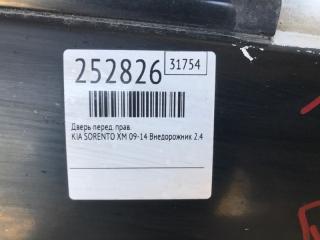 252826
31754
Дверь перед. прав.
KIA SORENTO XM 09-14 Внедорожник 2.4